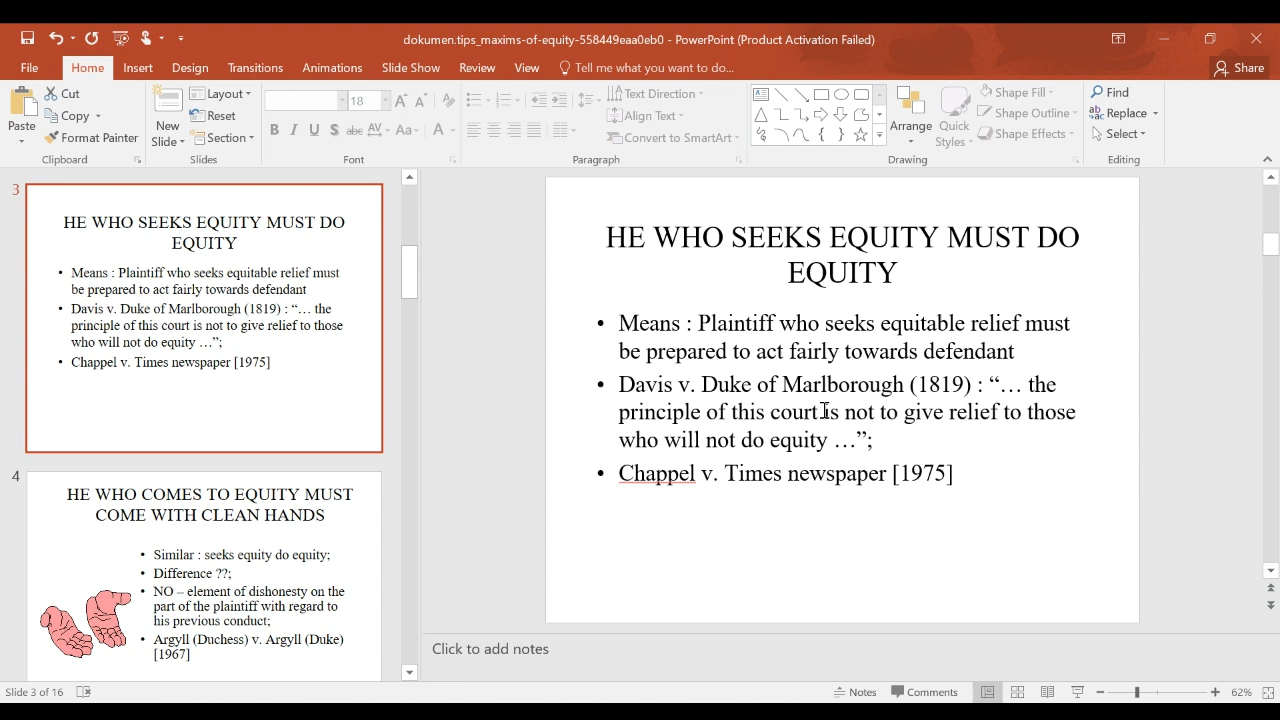 dokumen.tips_maxims-of-equity-558449eaa0eb0 - PowerPoint (Product Activation Failed)
File Home Insert Design Transitions Animations Slide Show Review View Tell me what you want to do... Share
Paste
Cut
Copy
Format Painter
Clipboard
New Slide
Layout
Reset
Section
Slides
18
B I U S abc AV Aa A
Font
Text Direction
Align Text
Convert to SmartArt
Paragraph
Arrange
Quick Styles
Shape Fill
Shape Outline
Shape Effects
Drawing
Find
Replace
Select
Editing
3
HE WHO SEEKS EQUITY MUST DO
EQUITY
• Means : Plaintiff who seeks equitable relief must
be prepared to act fairly towards defendant
• Davis v. Duke of Marlborough (1819) : “… the
principle of this court is not to give relief to those
who will not do equity …”;
• Chappel v. Times newspaper [1975]
4
HE WHO COMES TO EQUITY MUST
COME WITH CLEAN HANDS
• Similar : seeks equity do equity;
• Difference ??;
• NO – element of dishonesty on the
part of the plaintiff with regard to
his previous conduct;
• Argyll (Duchess) v. Argyll (Duke)
[1967]
HE WHO SEEKS EQUITY MUST DO
EQUITY
• Means : Plaintiff who seeks equitable relief must
be prepared to act fairly towards defendant
• Davis v. Duke of Marlborough (1819) : “… the
principle of this court is not to give relief to those
who will not do equity …”;
• Chappel v. Times newspaper [1975]
Click to add notes
Slide 3 of 16
Notes Comments 62%